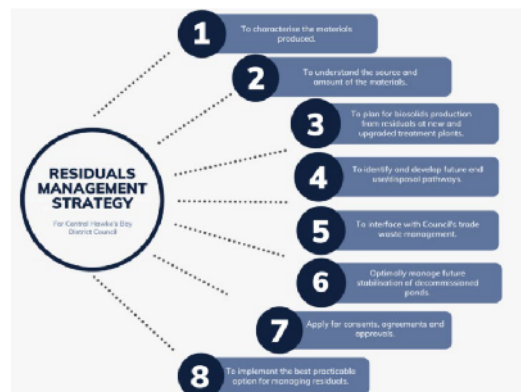 1
To characterise the materials
produced.
2
To understand the source and
amount of the materials.
3
To plan for biosolids production
from residuals at new and
upgraded treatment plants.
RESIDUALS
MANAGEMENT
STRATEGY
For Central Hawke's Bay
District Council
4
To identify and develop future end
use/disposal pathways.
5
To interface with Council's trade
waste management.
6
Optimally manage future
stabilisation of decommissioned
ponds.
7
Apply for consents, agreements and
approvals.
8
To implement the best practicable
option for managing residuals.